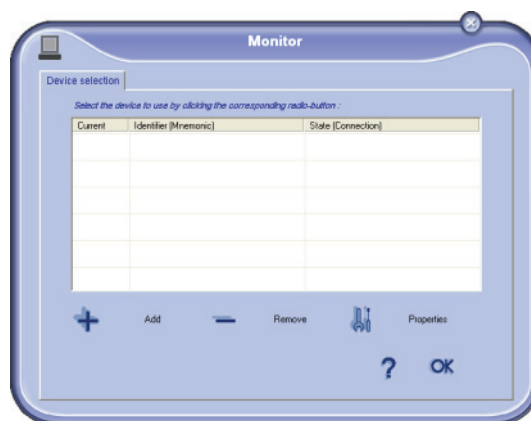 Monitor
Device selection
Select the device to use by clicking the corresponding radio-button :
Current Identifier (Mnemonic) State (Connection)
Add Remove Properties
? OK